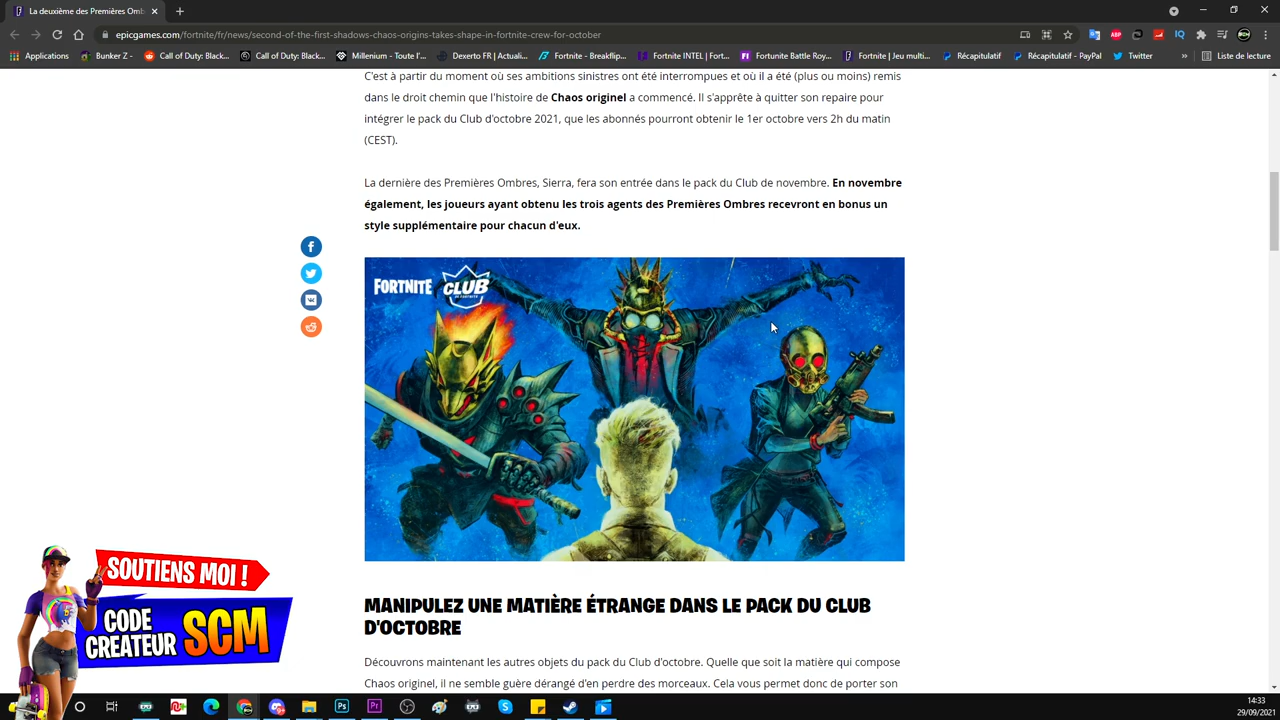 La deuxième des Premières Omb
epicgames.com/fortnite/fr/news/second-of-the-first-shadows-chaos-origins-takes-shape-in-fortnite-crew-for-october
Applications
Bunker Z -
Call of Duty: Black...
Call of Duty: Black...
Millenium - Toute l'...
Dexerto FR | Actuali...
Fortnite - Breakflip...
Fortnite INTEL | Fort...
Fortnite Battle Roy...
Fortnite | Jeu multi...
Récapitulatif
Récapitulatif - PayPal
Twitter
»
Liste de lecture
C'est à partir du moment où ses ambitions sinistres ont été interrompues et où il a été (plus ou moins) remis
dans le droit chemin que l'histoire de Chaos originel a commencé. Il s'apprête à quitter son repaire pour
intégrer le pack du Club d'octobre 2021, que les abonnés pourront obtenir le 1er octobre vers 2h du matin
(CEST).
La dernière des Premières Ombres, Sierra, fera son entrée dans le pack du Club de novembre. En novembre
également, les joueurs ayant obtenu les trois agents des Premières Ombres recevront en bonus un
style supplémentaire pour chacun d'eux.
FORTNITE CLUB
DE FORTNITE
MANIPULEZ UNE MATIÈRE ÉTRANGE DANS LE PACK DU CLUB
D'OCTOBRE
Découvrons maintenant les autres objets du pack du Club d'octobre. Quelle que soit la matière qui compose
Chaos originel, il ne semble guère dérangé d'en perdre des morceaux. Cela vous permet donc de porter son
SOUTIENS MOI !
CODE
CREATEUR SCM
14:33
29/09/2021